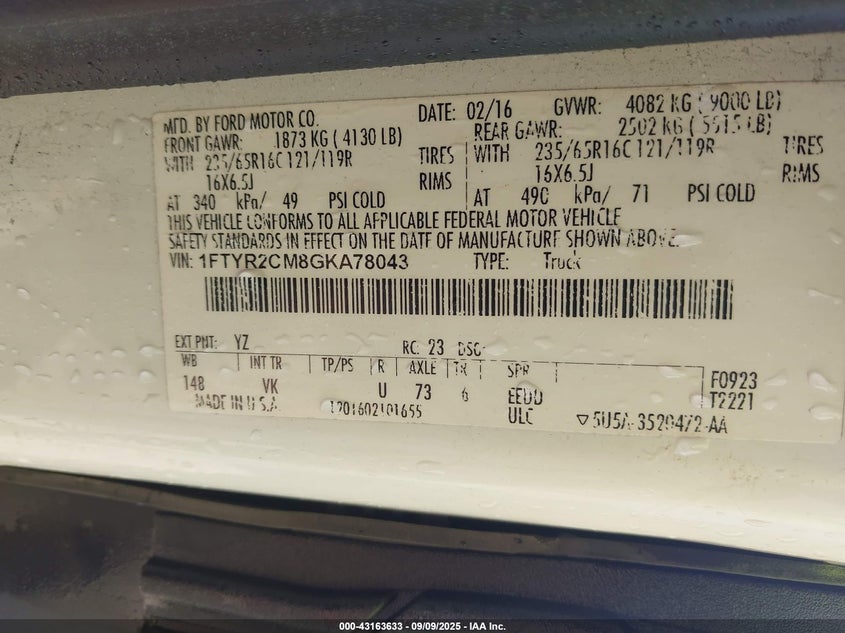 MFD. BY FORD MOTOR CO. DATE: 02/16 GVWR: 4082 KG ( 9000 LB)
FRONT GAWR: 1873 KG ( 4130 LB) REAR GAWR: 2502 KG ( 5515 LB)
WITH 235/65R16C 121/119R TIRES WITH 235/65R16C 121/119R TIRES
16X6.5J RIMS 16X6.5J RIMS
AT 340 kPa/ 49 PSI COLD AT 490 kPa/ 71 PSI COLD
THIS VEHICLE CONFORMS TO ALL APPLICABLE FEDERAL MOTOR VEHICLE
SAFETY STANDARDS IN EFFECT ON THE DATE OF MANUFACTURE SHOWN ABOVE.
VIN: 1FTYR2CM8GKA78043 TYPE: Truck
EXT PNT: YZ RC: 23 DSO:
WB INT TR TP/PS R AXLE TR SPR
148 VK U 73 6 EEUU F0923
MADE IN U.S.A. 1701602101655 ULC T2221
▽5U5A-3520472-AA
000-43163633 - 09/09/2025 - IAA Inc.